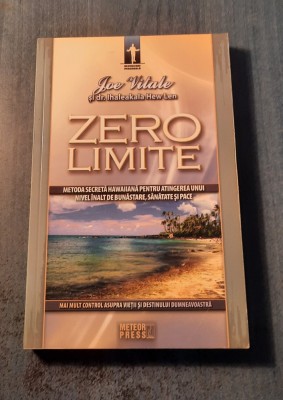 Joe Vitale
și dr. Ihaleakala Hew Len
ZERO
LIMITE
METODA SECRETĂ HAWAIIANĂ PENTRU ATINGEREA UNUI
NIVEL ÎNALT DE BUNĂSTARE, SĂNĂTATE ȘI PACE
MAI MULT CONTROL ASUPRA VIEȚII ȘI DESTINULUI DUMNEAVOASTRĂ
METEOR
PRESS